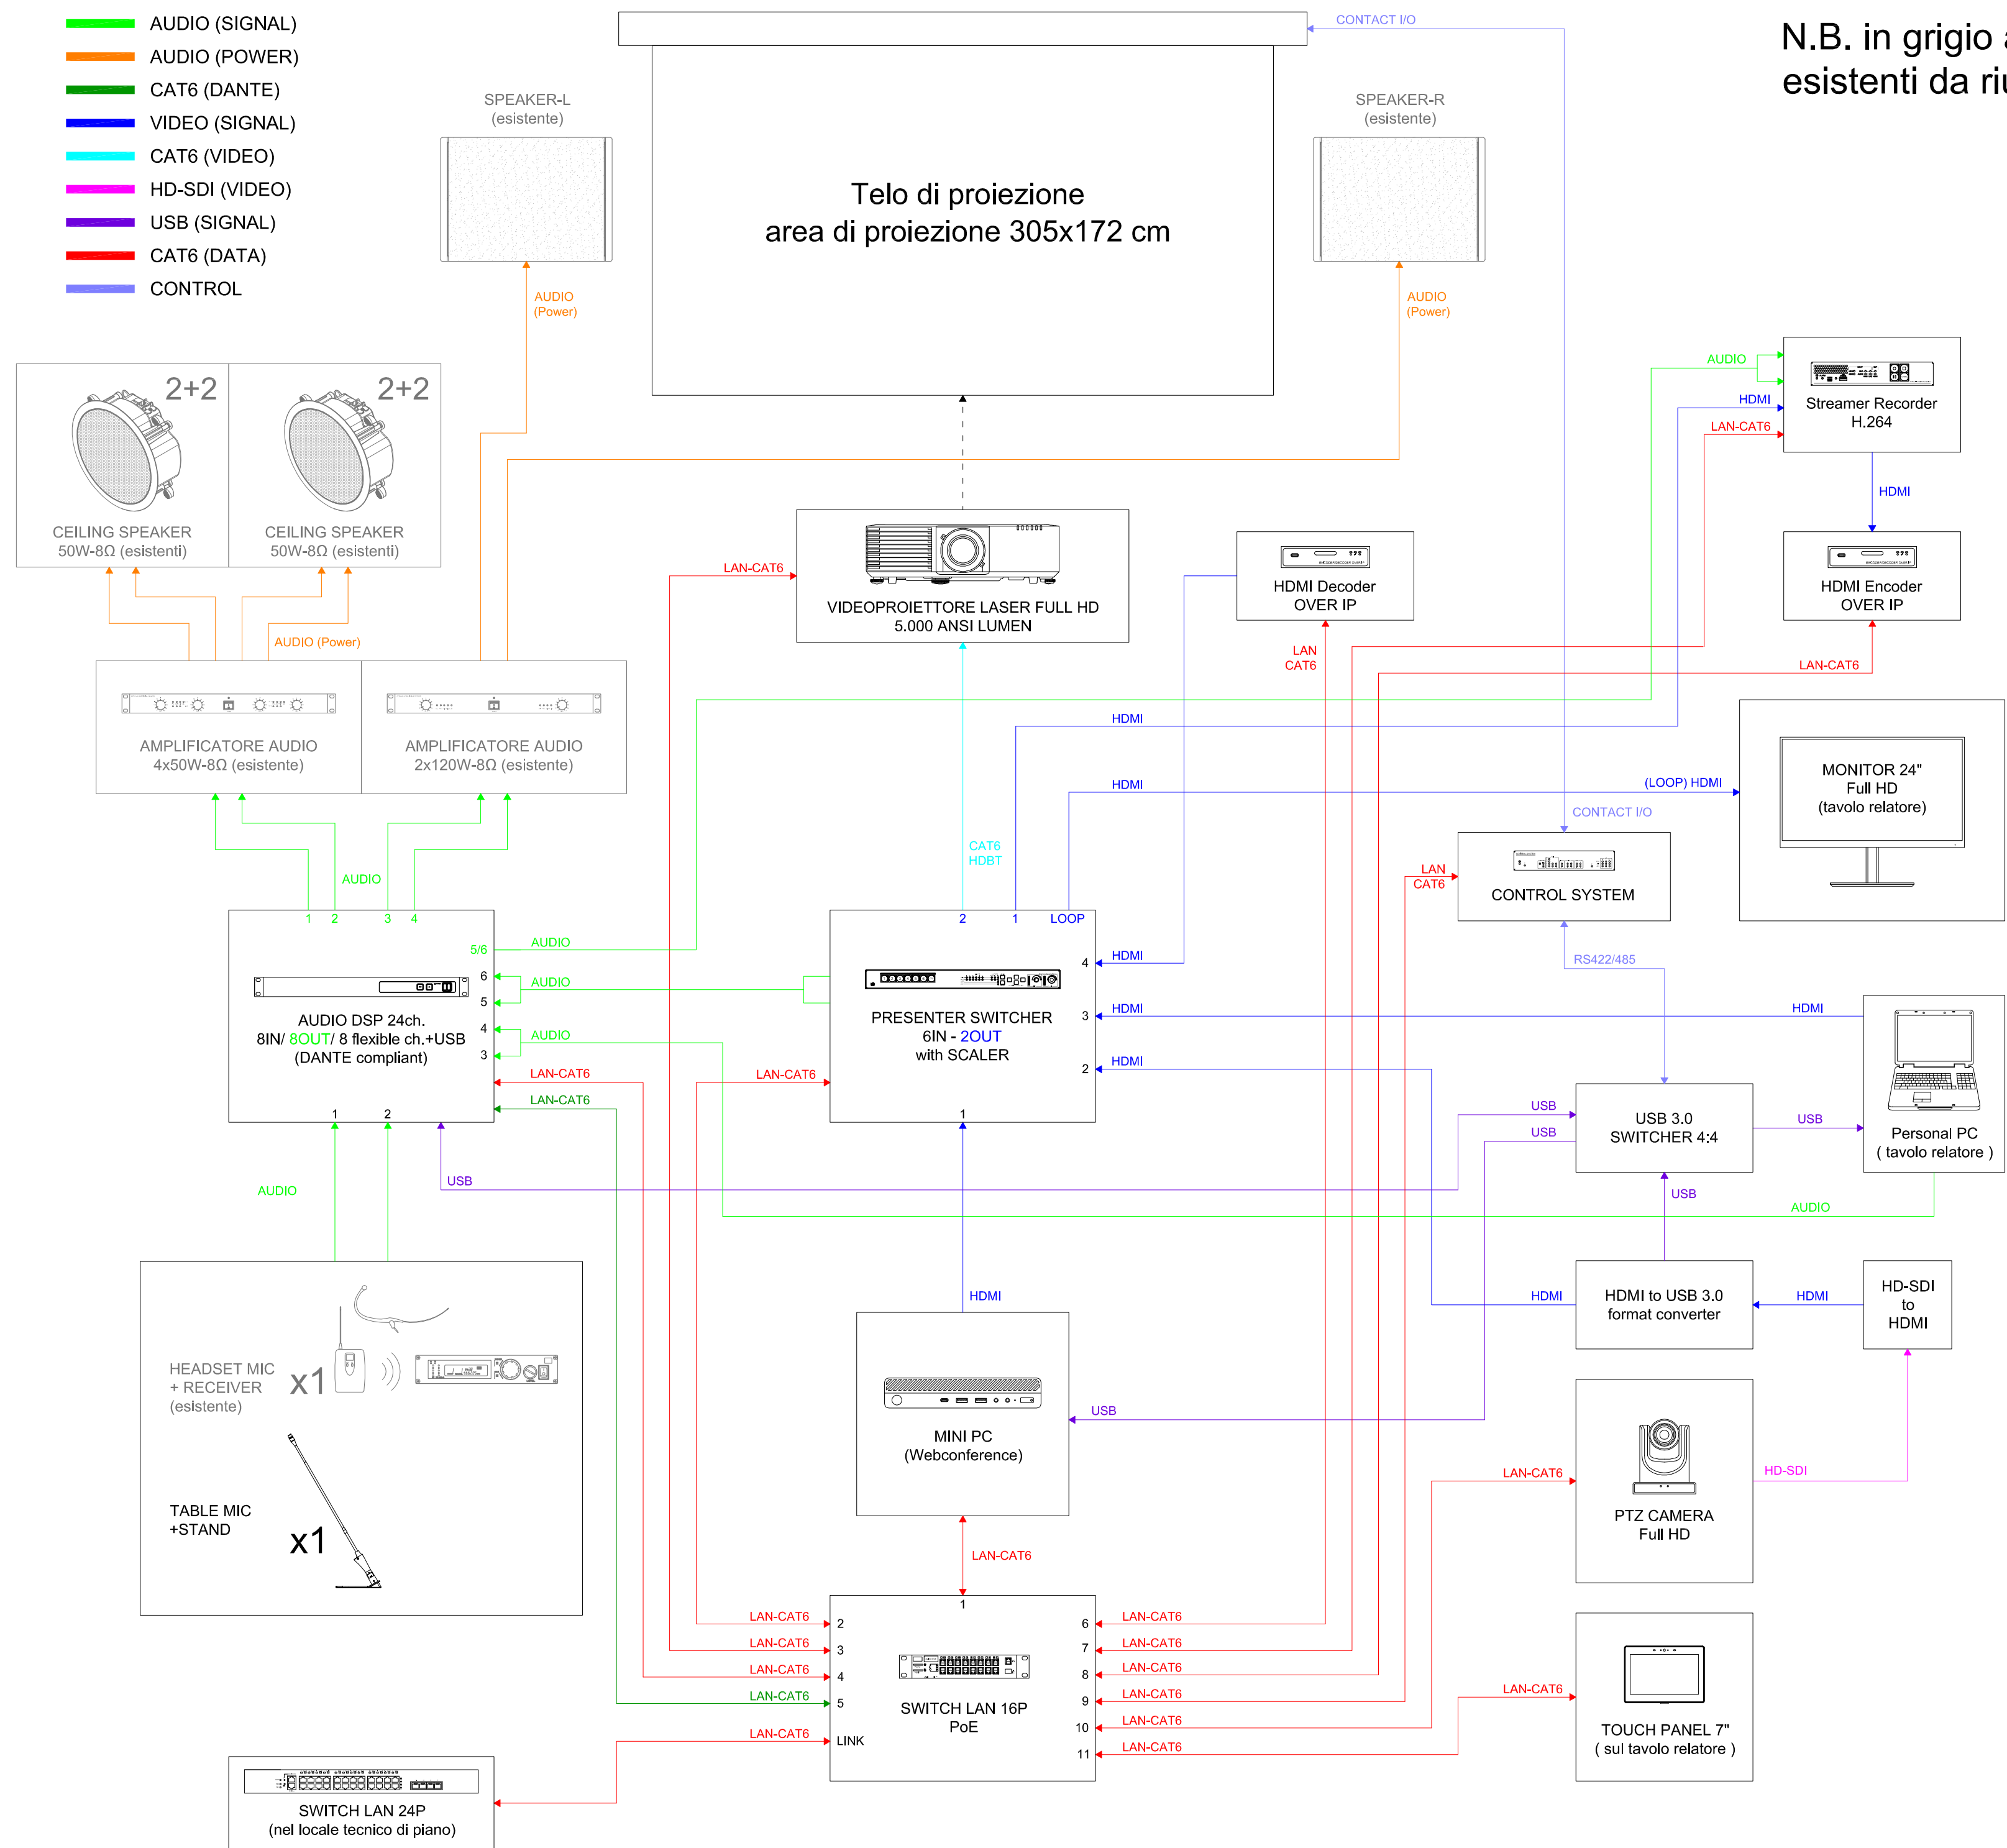 AUDIO (SIGNAL)
AUDIO (POWER)
CAT6 (DANTE)
VIDEO (SIGNAL)
CAT6 (VIDEO)
HD-SDI (VIDEO)
USB (SIGNAL)
CAT6 (DATA)
CONTROL
N.B. in grigio
esistenti da
CONTACT I/O
SPEAKER-L
(esistente)
SPEAKER-R
(esistente)
Telo di proiezione
area di proiezione 305x172 cm
AUDIO
(Power)
AUDIO
(Power)
2+2
2+2
CEILING SPEAKER
50W-8Ω (esistenti)
CEILING SPEAKER
50W-8Ω (esistenti)
AUDIO
HDMI
LAN-CAT6
Streamer Recorder
H.264
HDMI
LAN-CAT6
VIDEOPROIETTORE LASER FULL HD
5.000 ANSI LUMEN
HDMI Decoder
OVER IP
HDMI Encoder
OVER IP
AUDIO (Power)
LAN
CAT6
LAN-CAT6
AMPLIFICATORE AUDIO
4x50W-8Ω (esistente)
AMPLIFICATORE AUDIO
2x120W-8Ω (esistente)
HDMI
HDMI
(LOOP) HDMI
MONITOR 24"
Full HD
(tavolo relatore)
CONTACT I/O
CAT6
HDBT
AUDIO
LAN
CAT6
CONTROL SYSTEM
1
2
3
4
2
1
LOOP
5/6
AUDIO
6
AUDIO
5
4
AUDIO
3
LAN-CAT6
LAN-CAT6
AUDIO DSP 24ch.
8IN/ 8OUT/ 8 flexible ch.+USB
(DANTE compliant)
1
2
LAN-CAT6
PRESENTER SWITCHER
6IN - 2OUT
with SCALER
1
4
HDMI
3
HDMI
HDMI
2
HDMI
RS422/485
USB
USB
USB 3.0
SWITCHER 4:4
USB
Personal PC
( tavolo relatore )
AUDIO
USB
USB
AUDIO
HDMI
HDMI
HDMI to USB 3.0
format converter
HDMI
HD-SDI
to
HDMI
HEADSET MIC
+ RECEIVER
(esistente)
x1
MINI PC
(Webconference)
USB
TABLE MIC
+STAND
x1
LAN-CAT6
HD-SDI
PTZ CAMERA
Full HD
LAN-CAT6
1
LAN-CAT6
2
LAN-CAT6
3
LAN-CAT6
4
LAN-CAT6
5
LAN-CAT6
LINK
SWITCH LAN 16P
PoE
6
LAN-CAT6
7
LAN-CAT6
8
LAN-CAT6
9
LAN-CAT6
10
LAN-CAT6
11
LAN-CAT6
LAN-CAT6
TOUCH PANEL 7"
( sul tavolo relatore )
SWITCH LAN 24P
(nel locale tecnico di piano)